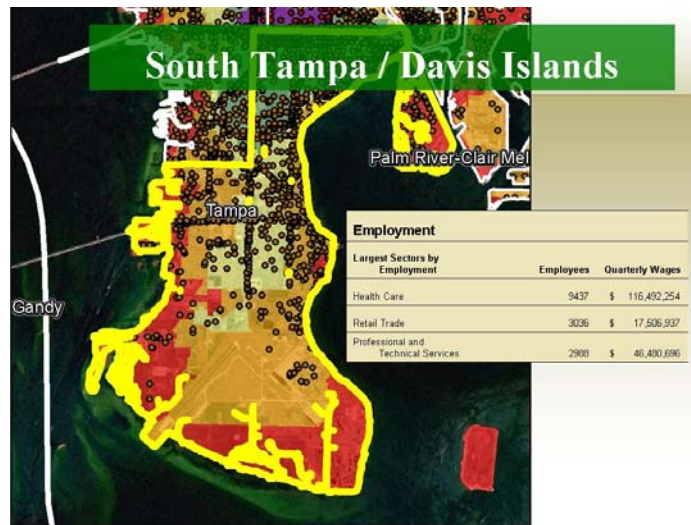 South Tampa / Davis Islands
Palm River-Clair Mel
Tampa
Gandy
Employment
Largest Sectors by
Employment Employees Quarterly Wages
Health Care 9437 $ 116,492,254
Retail Trade 3036 $ 17,506,937
Professional and
Technical Services 2988 $ 46,480,696